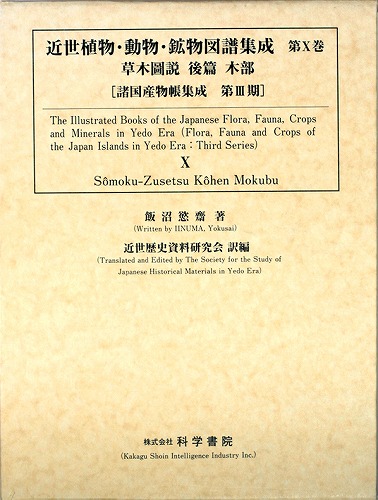 近世植物・動物・鉱物図譜集成 第X巻
草木圖説 後篇 木部
［諸国産物帳集成 第Ⅲ期］
The Illustrated Books of the Japanese Flora, Fauna, Crops
and Minerals in Yedo Era (Flora, Fauna and Crops of
the Japan Islands in Yedo Era : Third Series)
X
Sômoku-Zusetsu Kôhen Mokubu
飯沼慾齋 著
(Written by IINUMA, Yokusai)
近世歴史資料研究会 訳編
(Translated and Edited by The Society for the Study of
Japanese Historical Materials in Yedo Era)
株式会社 科学書院
(Kakagu Shoin Intelligence Industry Inc.)